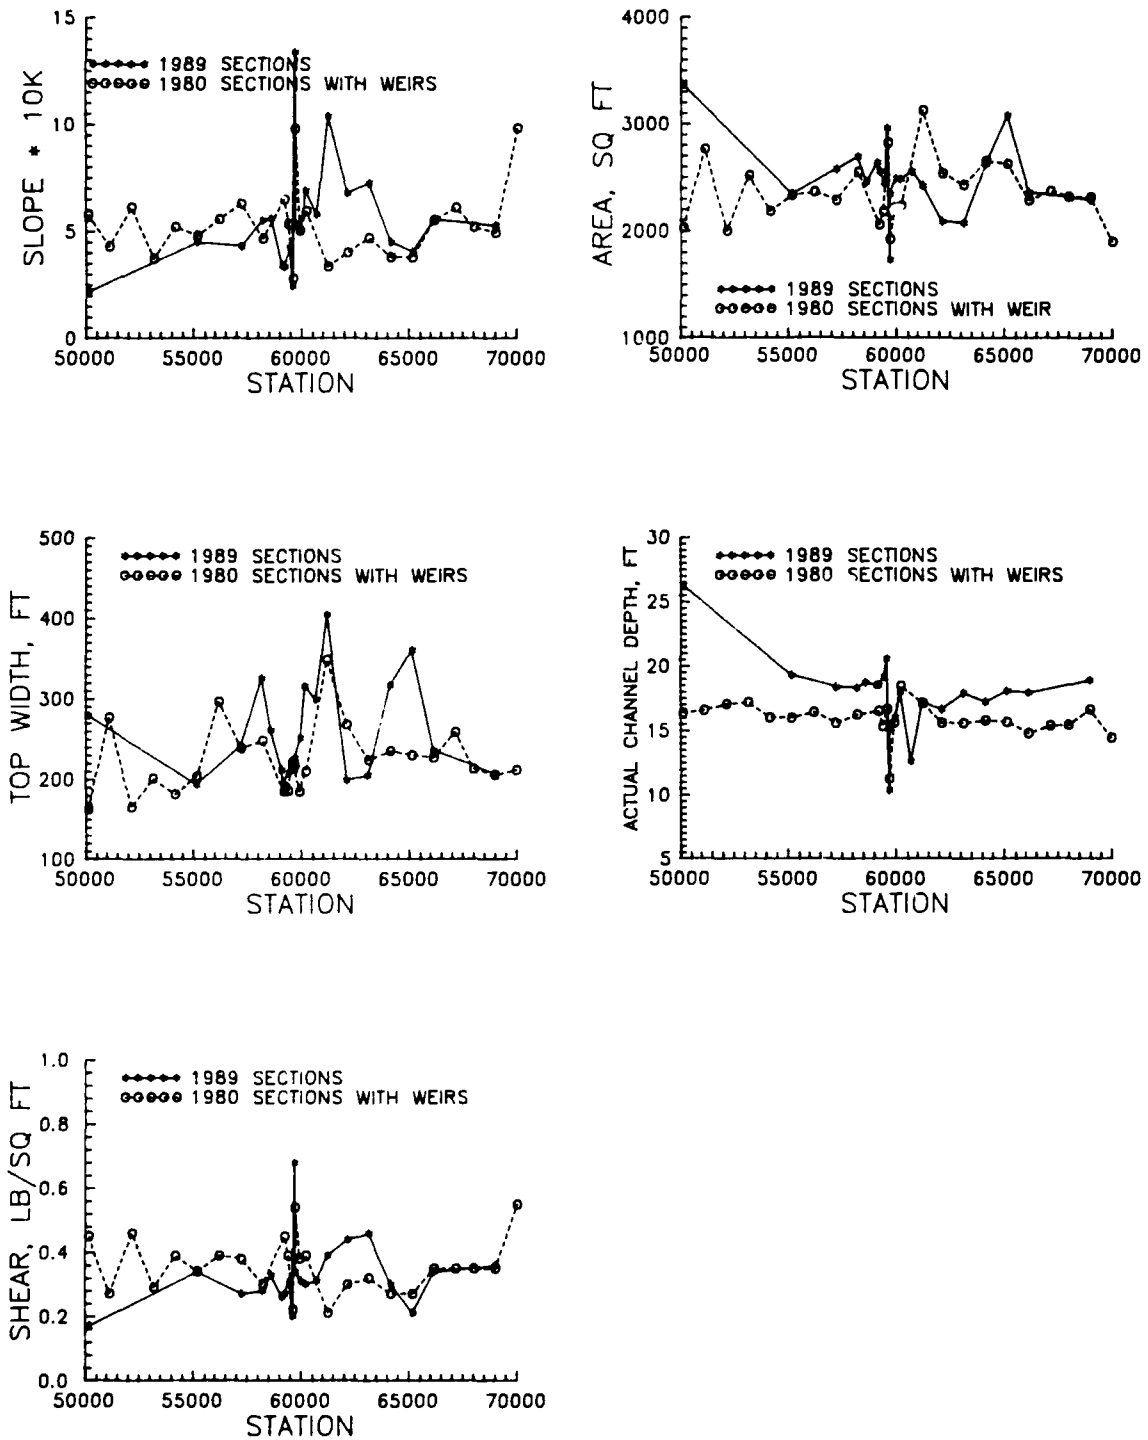 15
10
5
0
SLOPE * 10K
1989 SECTIONS
1980 SECTIONS WITH WEIRS
50000 55000 60000 65000 70000
STATION
4000
3000
2000
1000
AREA, SQ FT
1989 SECTIONS
1980 SECTIONS WITH WEIR
50000 55000 60000 65000 70000
STATION
500
400
300
200
100
TOP WIDTH, FT
1989 SECTIONS
1980 SECTIONS WITH WEIRS
50000 55000 60000 65000 70000
STATION
30
25
20
15
10
5
ACTUAL CHANNEL DEPTH, FT
1989 SECTIONS
1980 SECTIONS WITH WEIRS
50000 55000 60000 65000 70000
STATION
1.0
0.8
0.6
0.4
0.2
0.0
SHEAR, LB/SQ FT
1989 SECTIONS
1980 SECTIONS WITH WEIRS
50000 55000 60000 65000 70000
STATION